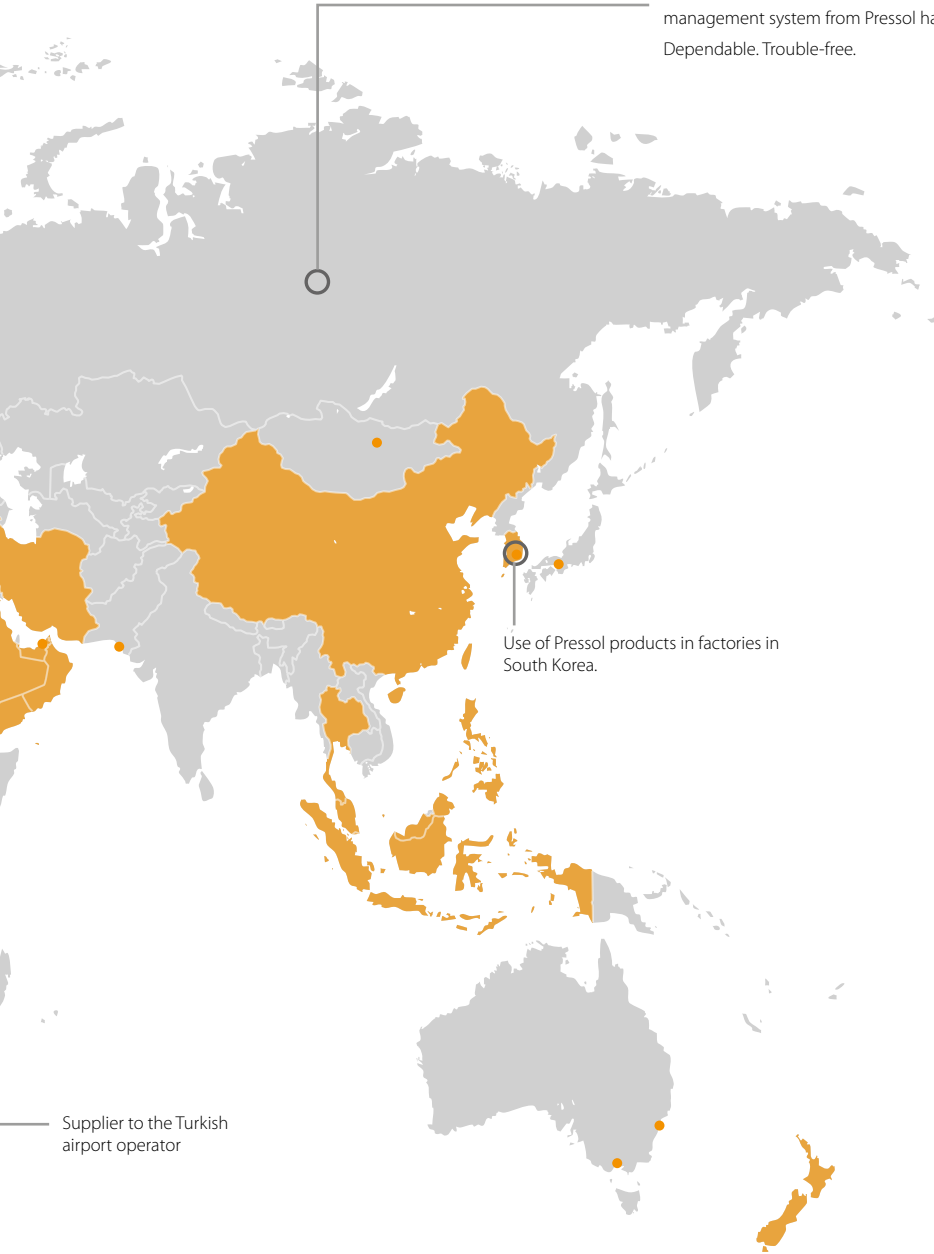 management system from Pressol
Dependable. Trouble-free.
Use of Pressol products in factories in
South Korea.
Supplier to the Turkish
airport operator